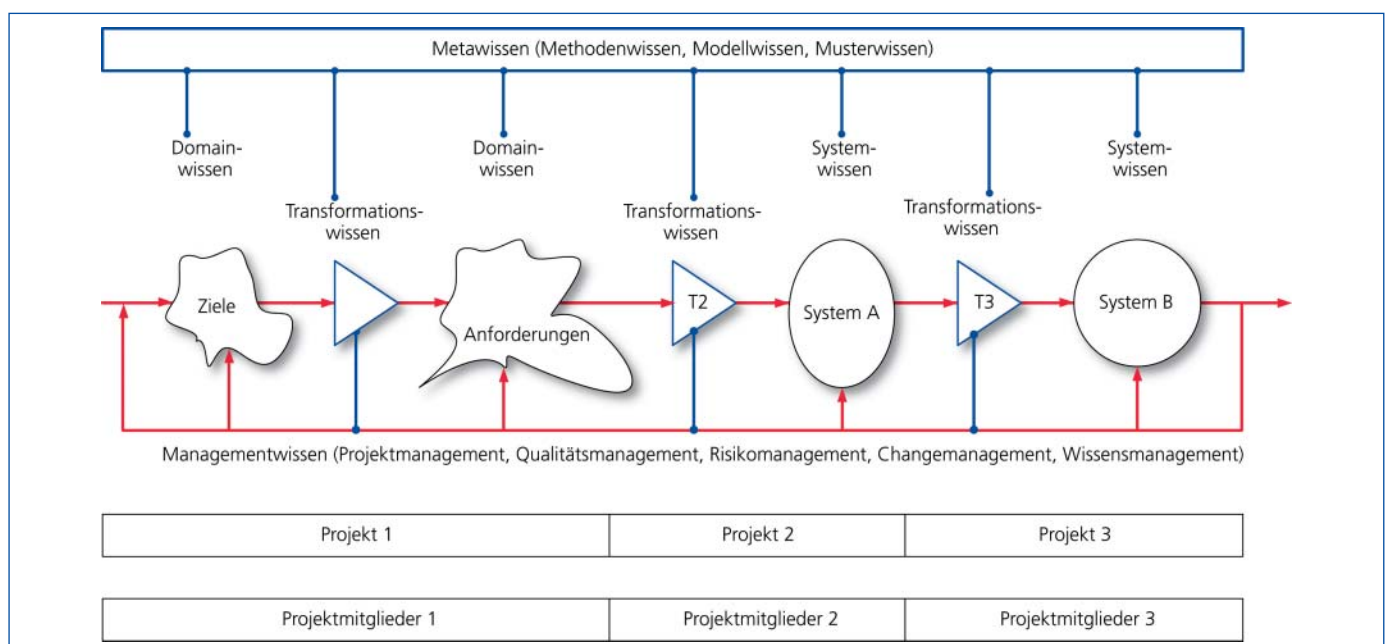 Metawissen (Methodenwissen, Modellwissen, Musterwissen)
Domain-
wissen
Domain-
wissen
System-
wissen
System-
wissen
Transformations-
wissen
Transformations-
wissen
Transformations-
wissen
Ziele
Anforderungen
T2
System A
T3
System B
Managementwissen (Projektmanagement, Qualitätsmanagement, Risikomanagement, Changemanagement, Wissensmanagement)
Projekt 1
Projekt 2
Projekt 3
Projektmitglieder 1
Projektmitglieder 2
Projektmitglieder 3